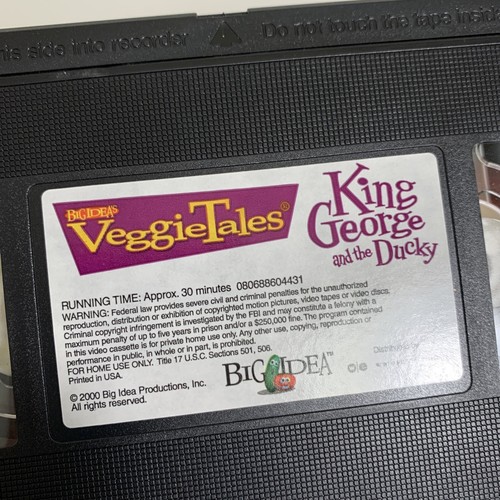 this side into recorder
Do not touch the tape inside
BIG IDEA'S
VeggieTales®
King
George
and the Ducky
RUNNING TIME: Approx. 30 minutes 080688604431
WARNING: Federal law provides severe civil and criminal penalties for the unauthorized
reproduction, distribution or exhibition of copyrighted motion pictures, video tapes or video discs.
Criminal copyright infringement is investigated by the FBI and may constitute a felony with a
maximum penalty of up to five years in prison and/or a $250,000 fine. The program contained
in this video cassette is for private home use only. Any other use, copying, reproduction or
performance in public, in whole or in part, is prohibited.
FOR HOME USE ONLY. Title 17 U.S.C. Sections 501, 506.
Printed in USA.
© 2000 Big Idea Productions, Inc.
All rights reserved.
BIG IDEA™